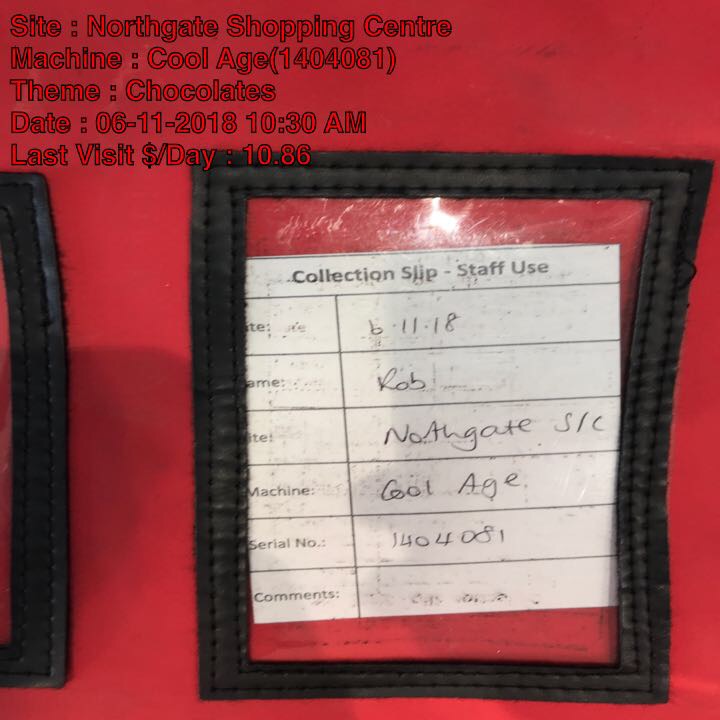 Site : Northgate Shopping Centre
Machine : Cool Age(1404081)
Theme : Chocolates
Date : 06-11-2018 10:30 AM
Last Visit $/Day : 10.86
Collection Slip - Staff Use
te: 6.11.18
ame: Rob
ite: Northgate S/C
Machine: Cool Age
Serial No.: 1404081
Comments: